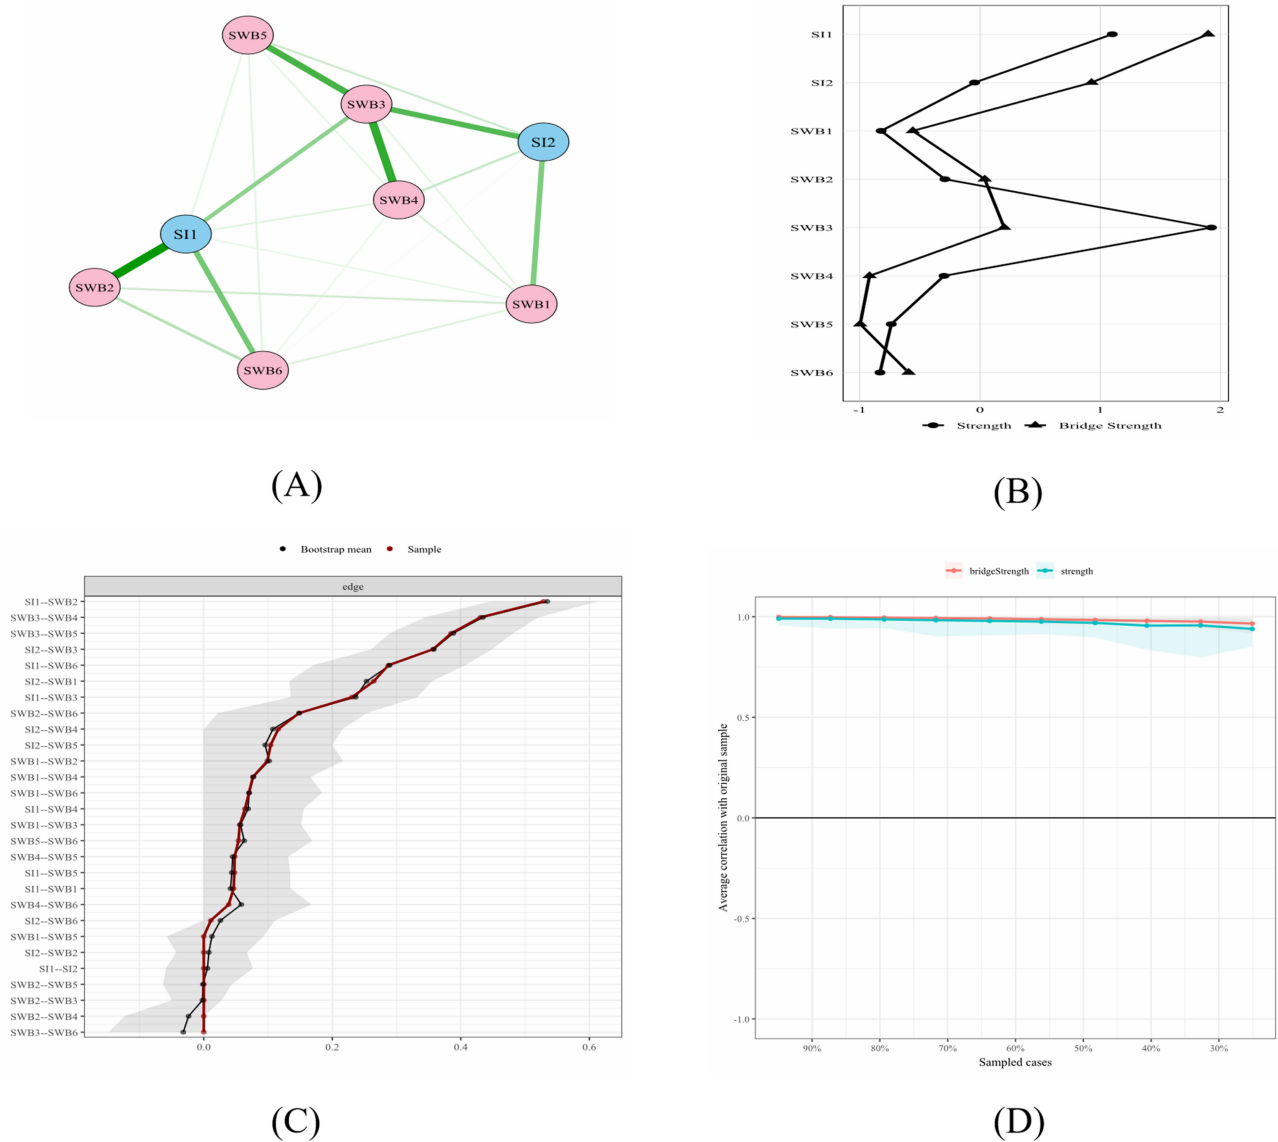 SWB5
SWB3
SI2
SWB4
SI1
SWB2
SWB1
SWB6
(A)
SI1
SI2
SWB1
SWB2
SWB3
SWB4
SWB5
SWB6
-1 0 1 2
Strength Bridge Strength
(B)
Bootstrap mean Sample
edge
SI1--SWB2
SWB3--SWB4
SWB3--SWB5
SI2--SWB3
SI1--SWB6
SI2--SWB1
SI1--SWB3
SWB2--SWB6
SI2--SWB4
SI2--SWB5
SWB1--SWB2
SWB1--SWB4
SWB1--SWB6
SI1--SWB4
SWB1--SWB3
SWB5--SWB6
SWB4--SWB5
SI1--SWB5
SI1--SWB1
SWB4--SWB6
SI2--SWB6
SWB1--SWB5
SI2--SWB2
SI1--SI2
SWB2--SWB5
SWB2--SWB3
SWB2--SWB4
SWB3--SWB6
0.0 0.2 0.4 0.6
(C)
bridgeStrength strength
Average correlation with original sample
1.0
0.5
0.0
-0.5
-1.0
90% 80% 70% 60% 50% 40% 30%
Sampled cases
(D)